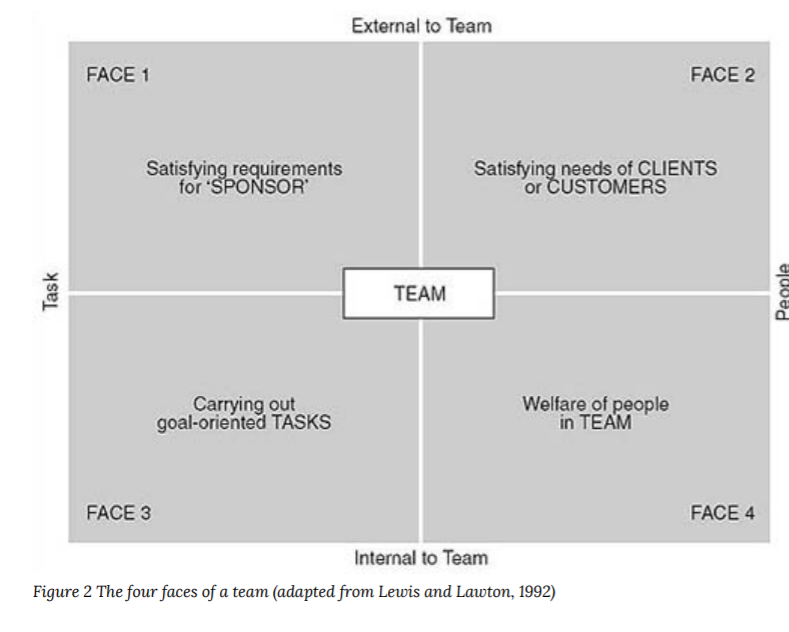 External to Team
FACE 1
FACE 2
Satisfying requirements
for ‘SPONSOR’
Satisfying needs of CLIENTS
or CUSTOMERS
Task
TEAM
People
Carrying out
goal-oriented TASKS
Welfare of people
in TEAM
FACE 3
FACE 4
Internal to Team
Figure 2 The four faces of a team (adapted from Lewis and Lawton, 1992)